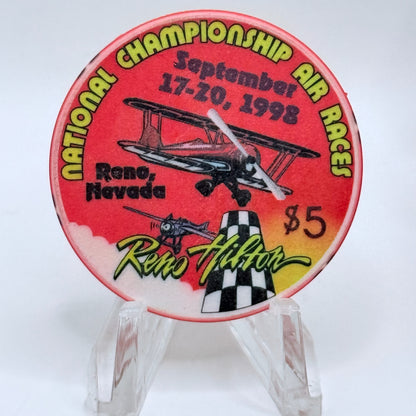 NATIONAL CHAMPIONSHIP AIR RACES
September
17-20, 1998
Reno,
Nevada
$5
Reno Hilton